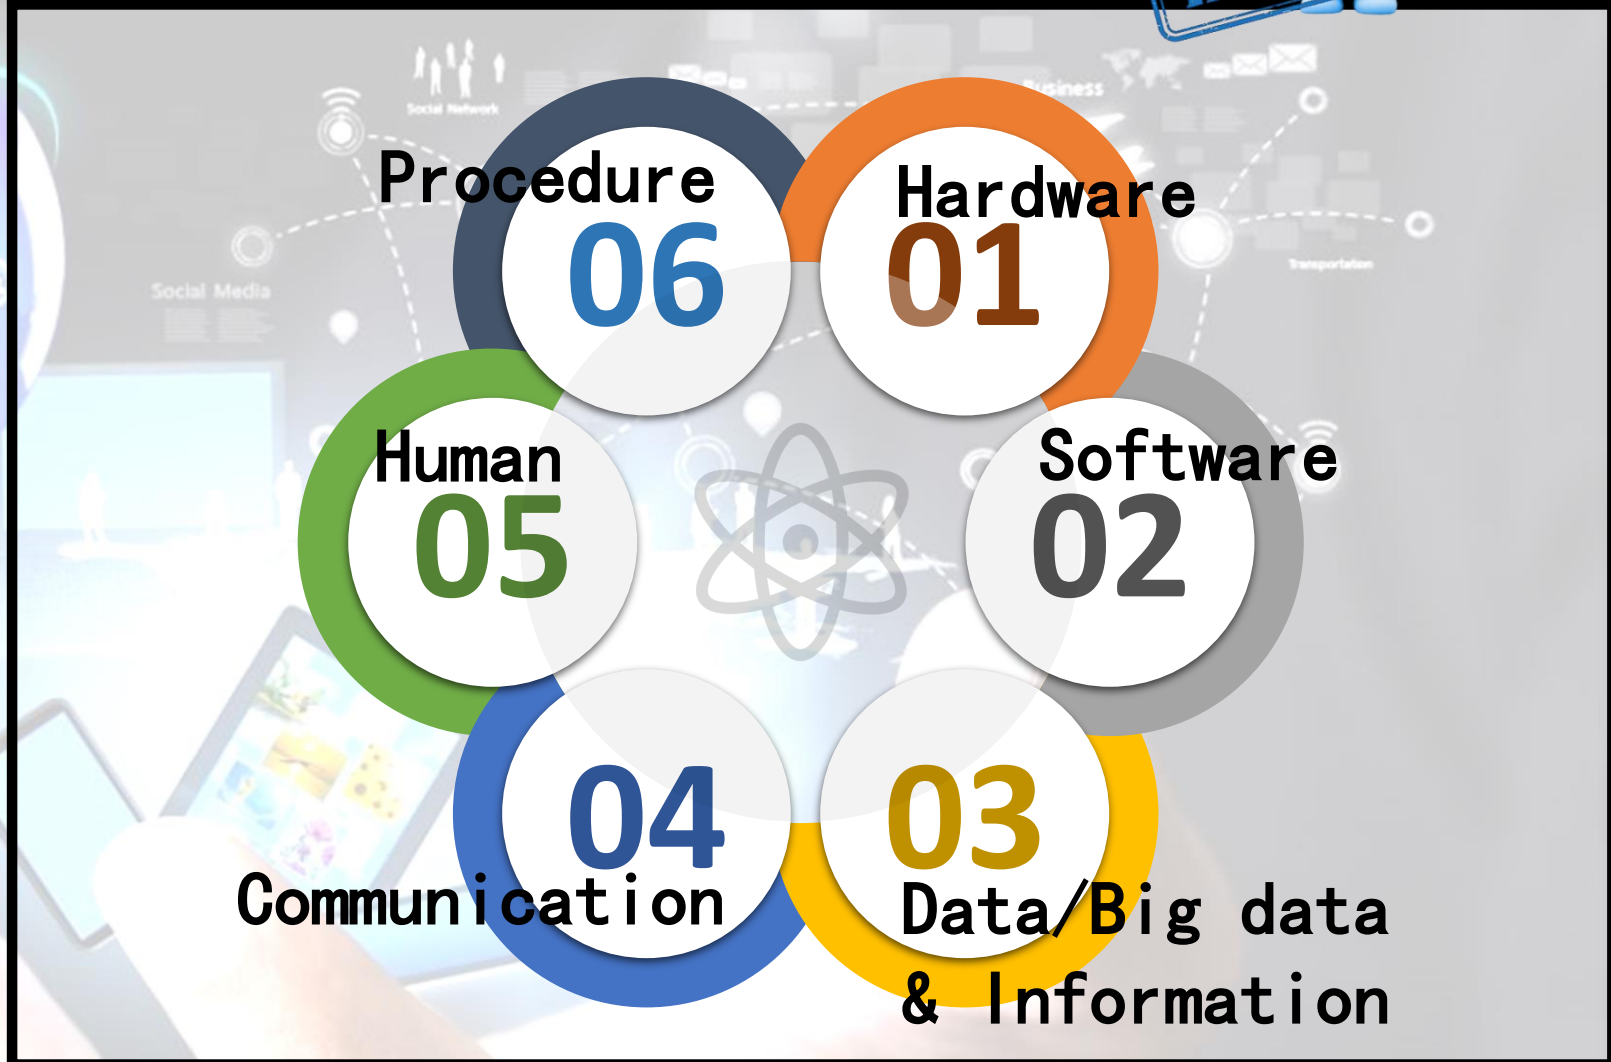 Social Network
Business
Procedure
Hardware
06
01
Transportation
Social Media
Human
Software
05
02
04
03
Communication
Data/Big data
& Information